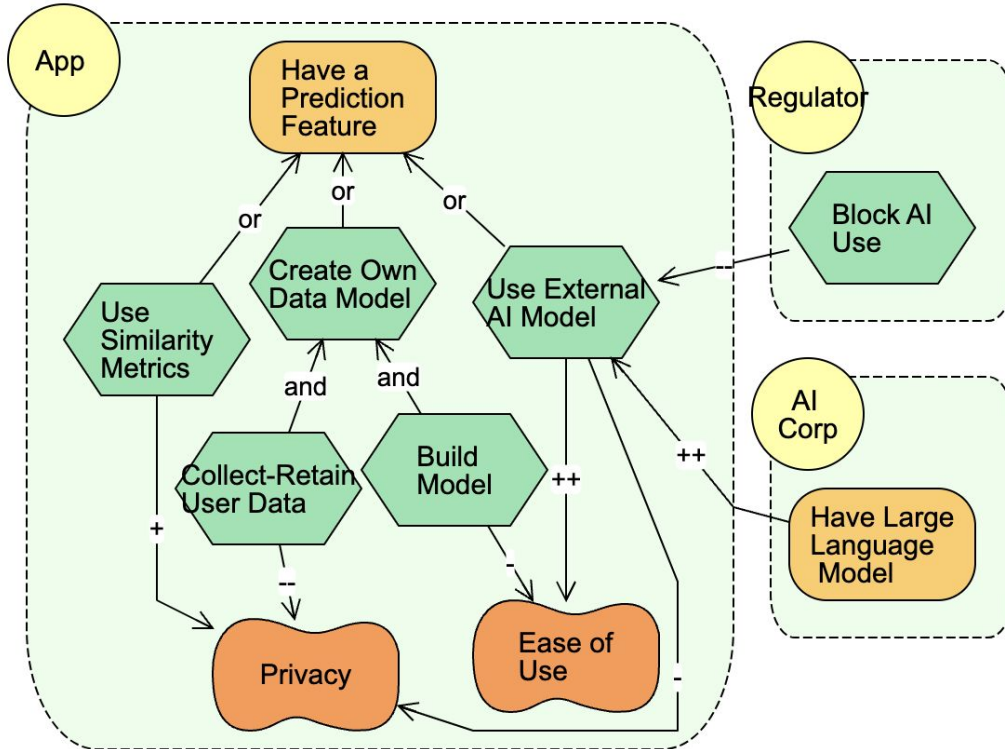 App
Have a
Prediction
Feature
Regulator
or
or
or
Block AI
Use
Create Own
Data Model
--
Use External
AI Model
Use
Similarity
Metrics
and
and
AI
Corp
++
Build
Model
Collect-Retain
User Data
++
Have Large
Language
Model
+
--
-
Privacy
Ease of
Use
-